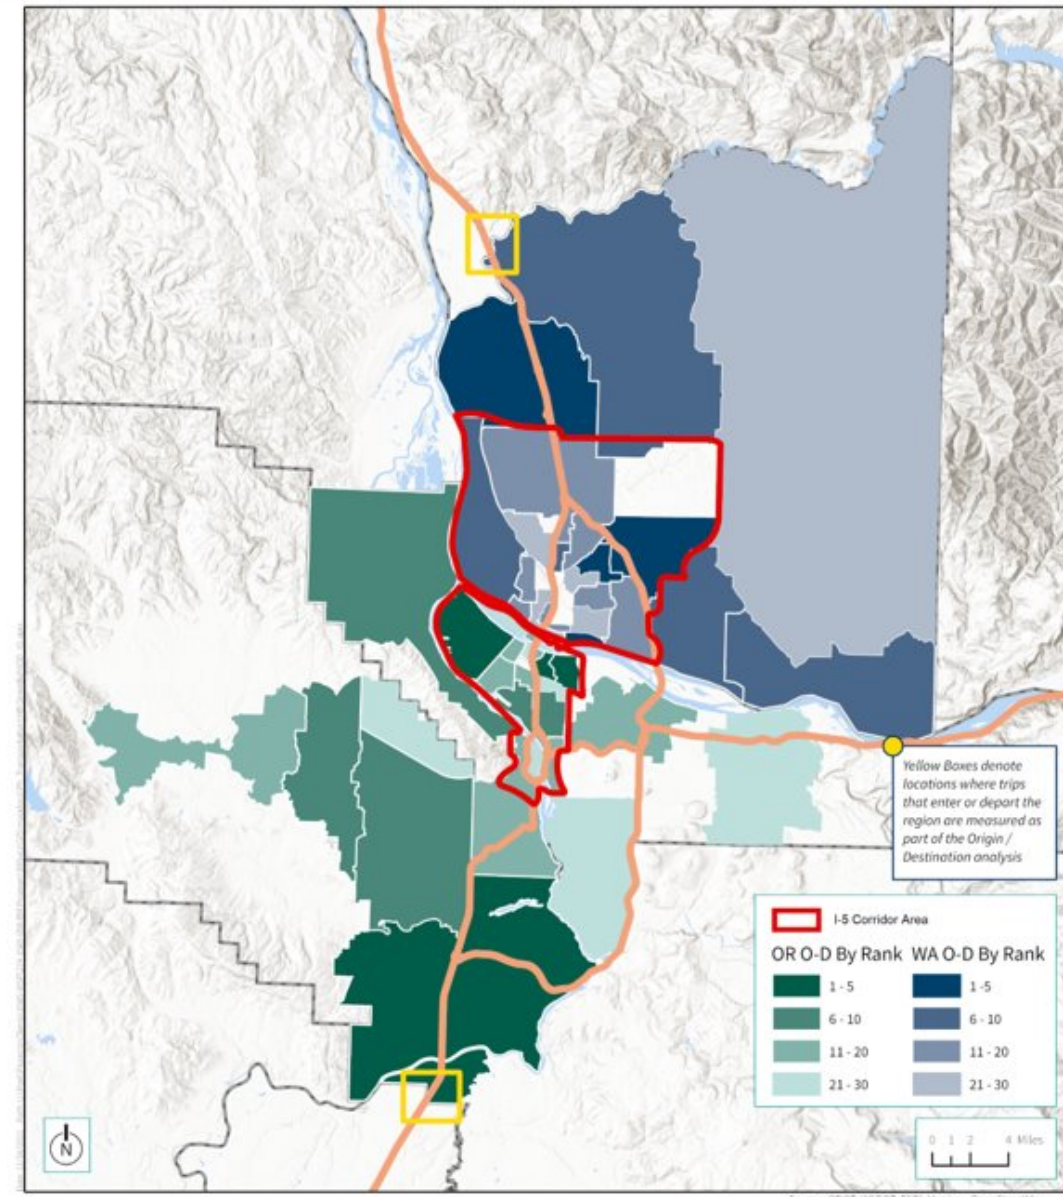 Yellow Boxes denote
locations where trips
that enter or depart the
region are measured as
part of the Origin /
Destination analysis
I-5 Corridor Area
OR O-D By Rank WA O-D By Rank
1 - 5 1 -5
6 - 10 6 - 10
11 - 20 11 - 20
21 - 30 21 - 30
N
0 1 2 4 Miles